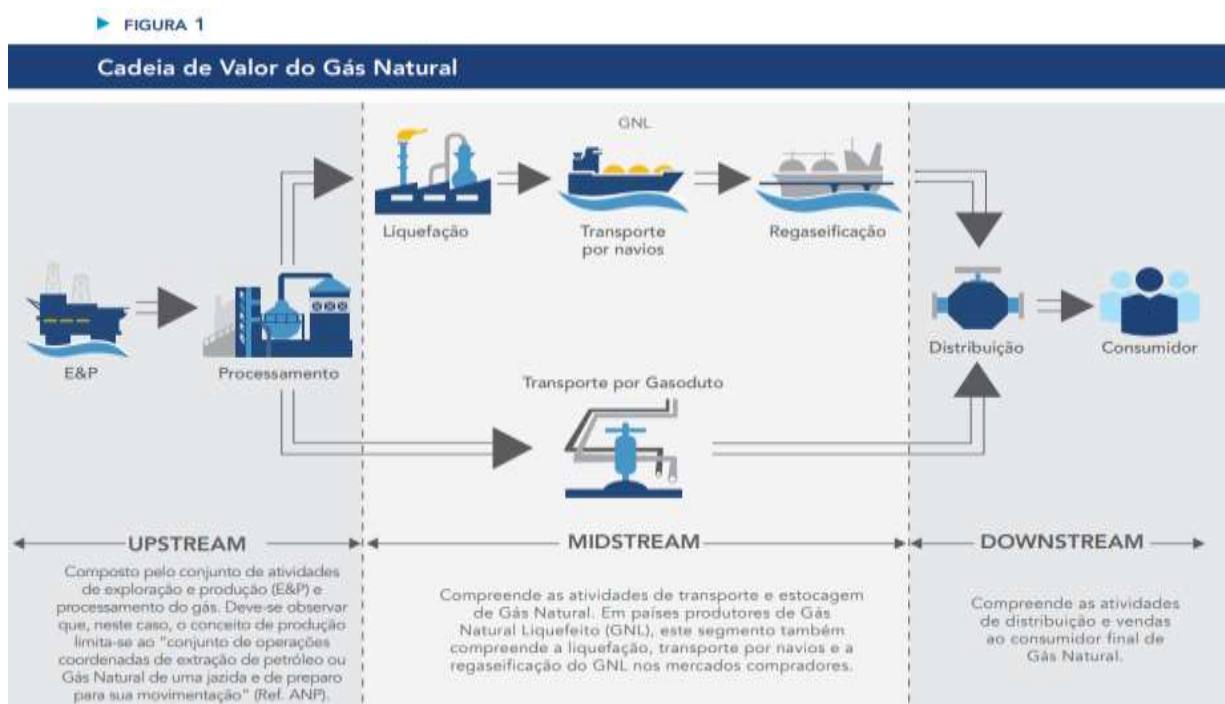 FIGURA 1
Cadeia de Valor do Gás Natural
GNL
Liquefação
Transporte
por navios
Regaseificação
E&P
Processamento
Transporte por Gasoduto
Distribuição
Consumidor
UPSTREAM
Composto pelo conjunto de atividades
de exploração e produção (E&P) e
processamento do gás. Deve-se observar
que, neste caso, o conceito de produção
limita-se ao "conjunto de operações
coordenadas de extração de petróleo ou
Gás Natural de uma jazida e de preparo
para sua movimentação" (Ref. ANP).
MIDSTREAM
Compreende as atividades de transporte e estocagem
de Gás Natural. Em países produtores de Gás
Natural Liquefeito (GNL), este segmento também
compreende a liquefação, transporte por navios e a
regaseificação do GNL nos mercados compradores.
DOWNSTREAM
Compreende as atividades
de distribuição e vendas
ao consumidor final de
Gás Natural.